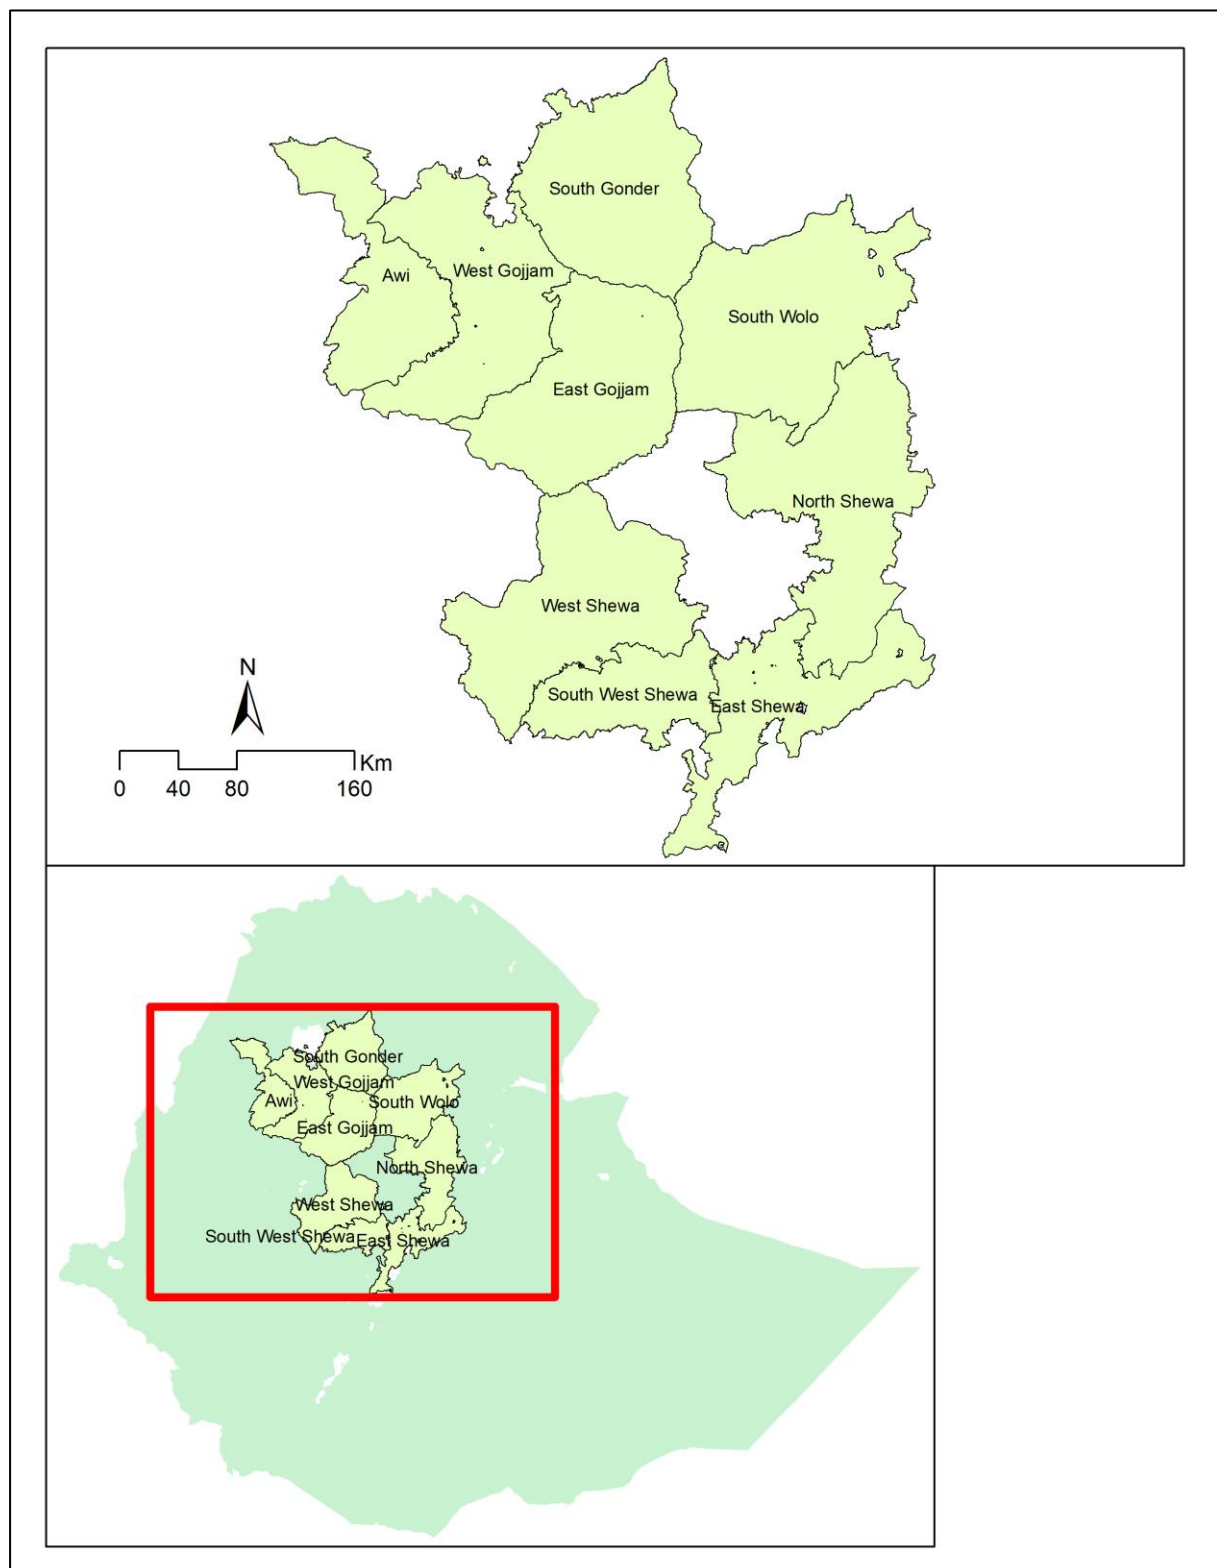 South Gonder
Awi
West Gojjam
South Wolo
East Gojjam
North Shewa
West Shewa
N
South West Shewa
East Shewa
Km
0 40 80 160
South Gonder
West Gojjam
Awi
South Wolo
East Gojjam
North Shewa
West Shewa
South West Shewa
East Shewa